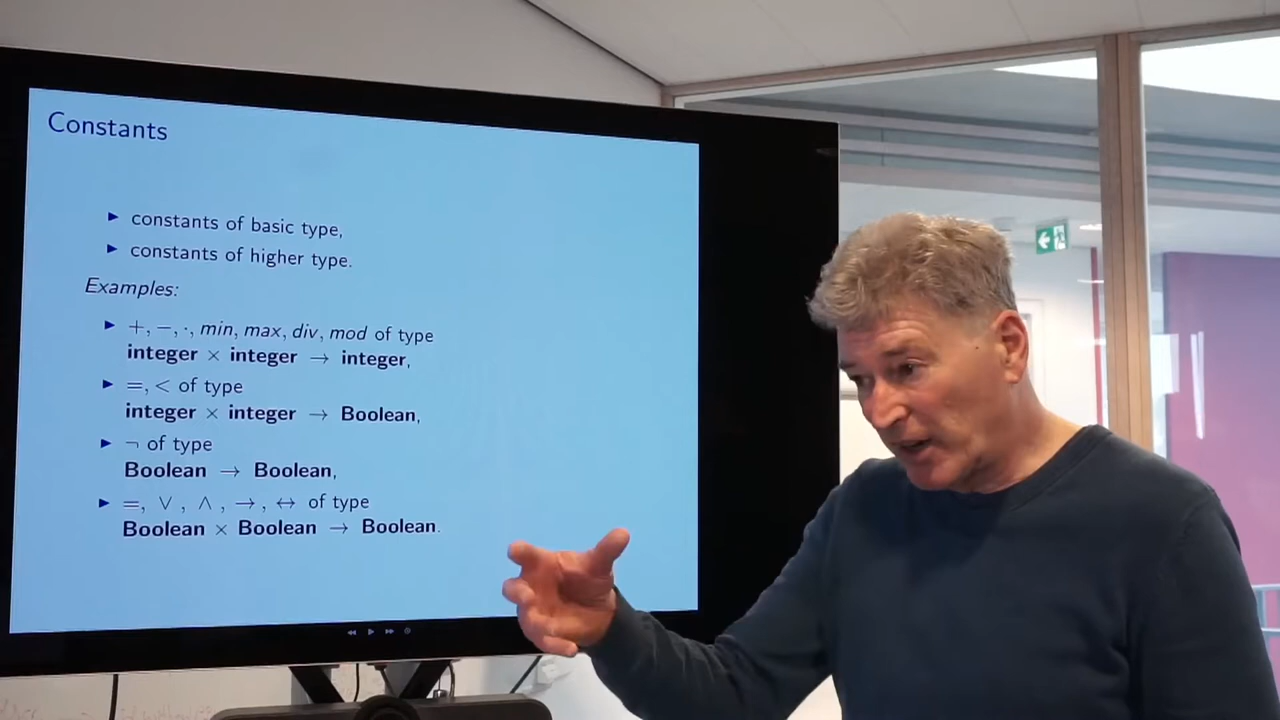 Constants
▶ constants of basic type,
▶ constants of higher type.
Examples:
▶ +, −, ·, min, max, div, mod of type
integer × integer → integer,
▶ =, < of type
integer × integer → Boolean,
▶ ¬ of type
Boolean → Boolean,
▶ =, ∨ , ∧ , → , ↔ of type
Boolean × Boolean → Boolean.